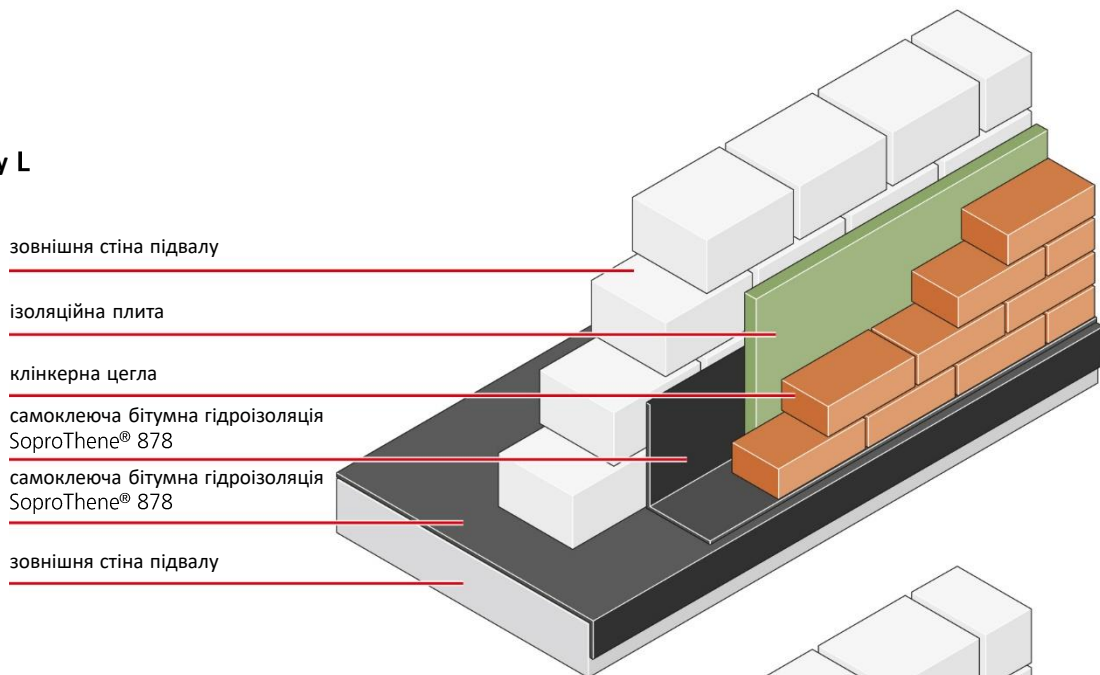 у L
зовнішня стіна підвалу
ізоляційна плита
клінкерна цегла
самоклеюча бітумна гідроізоляція
SoproThene® 878
самоклеюча бітумна гідроізоляція
SoproThene® 878
зовнішня стіна підвалу